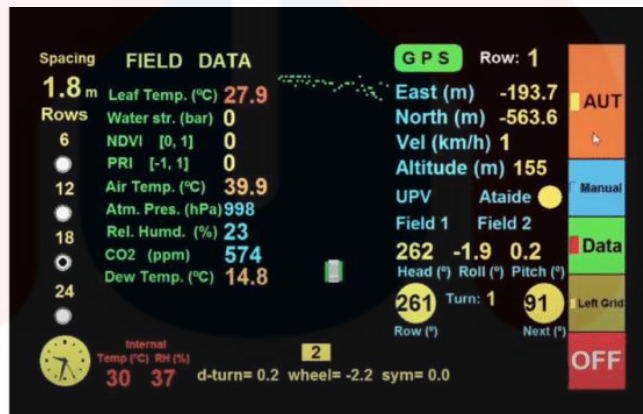 Spacing
1.8 m
Rows
6
12
18
24
FIELD DATA
Leaf Temp. (ºC) 27.9
Water str. (bar) 0
NDVI [0, 1] 0
PRI [-1, 1] 0
Air Temp. (ºC) 39.9
Atm. Pres. (hPa) 998
Rel. Humd. (%) 23
CO2 (ppm) 574
Dew Temp. (ºC) 14.8
GPS Row: 1
East (m) -193.7
North (m) -563.6
Vel (km/h) 1
Altitude (m) 155
UPV Ataide
Field 1 Field 2
262 -1.9 0.2
Head (º) Roll (º) Pitch (º)
261 Turn: 1 91
Row (º) Next (º)
AUT
Manual
Data
Left Grid
OFF
Internal
Temp (ºC) RH (%)
30 37
2
d-turn= 0.2 wheel= -2.2 sym= 0.0